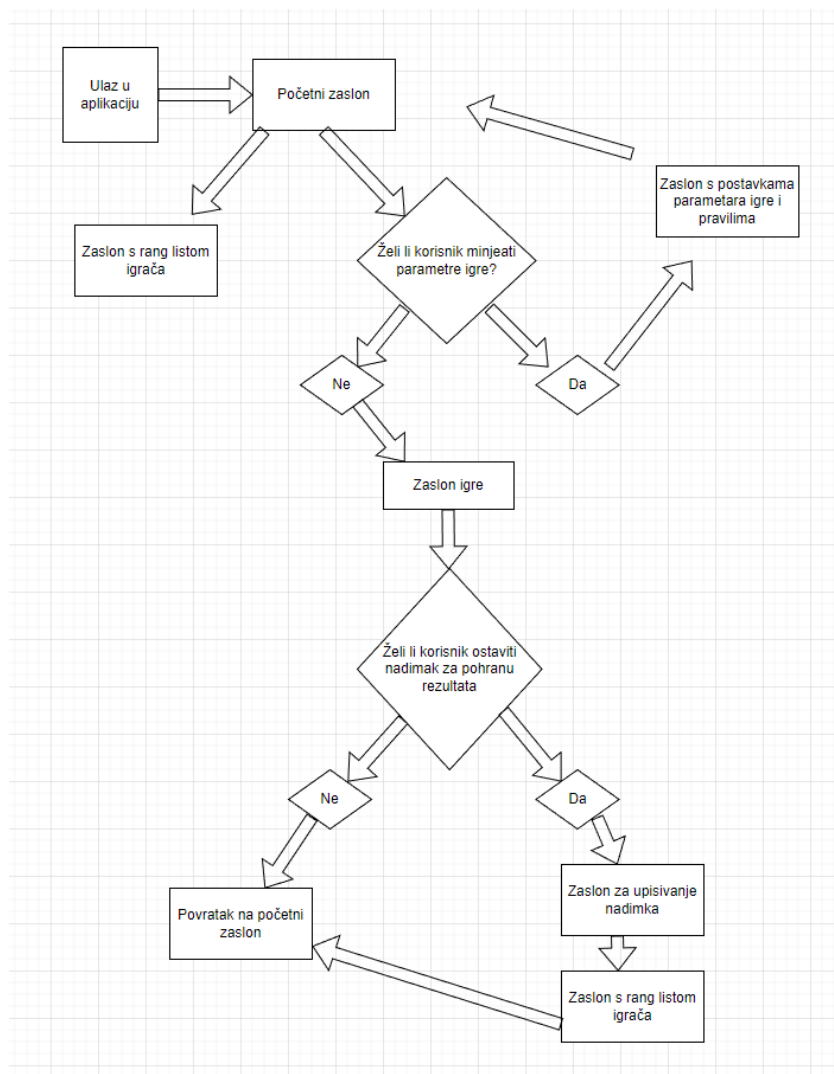 Ulaz u
aplikaciju
Početni zaslon
Zaslon s postavkama
parametara igre i
pravilima
Zaslon s rang listom
igrača
Želi li korisnik minjeati
parametre igre?
Ne
Da
Zaslon igre
Želi li korisnik ostaviti
nadimak za pohranu
rezultata
Ne
Da
Zaslon za upisivanje
nadimka
Povratak na početni
zaslon
Zaslon s rang listom
igrača